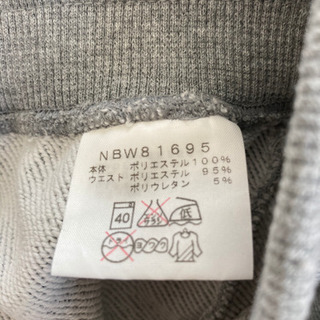 NBW81695
本体 ポリエステル100%
ウエスト ポリエステル 95%
ポリウレタン 5%
40 低